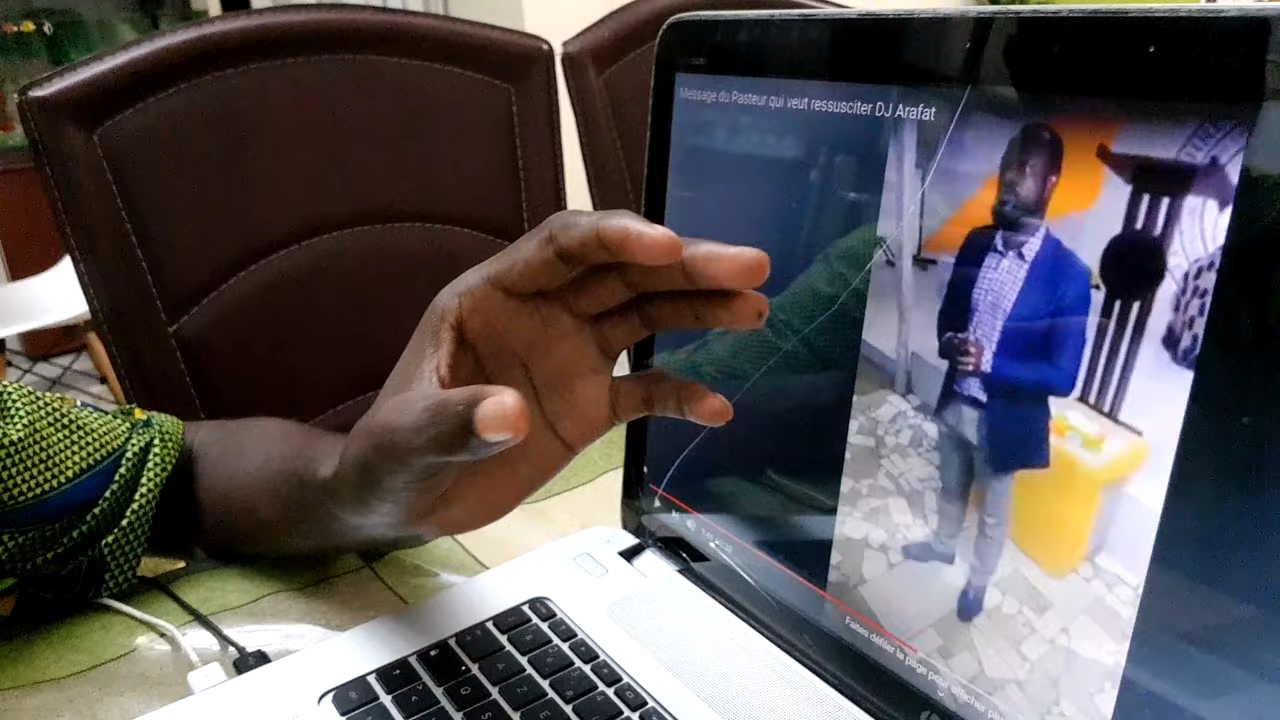 Message du Pasteur qui veut ressusciter DJ Arafat
Faites défiler la page pour afficher